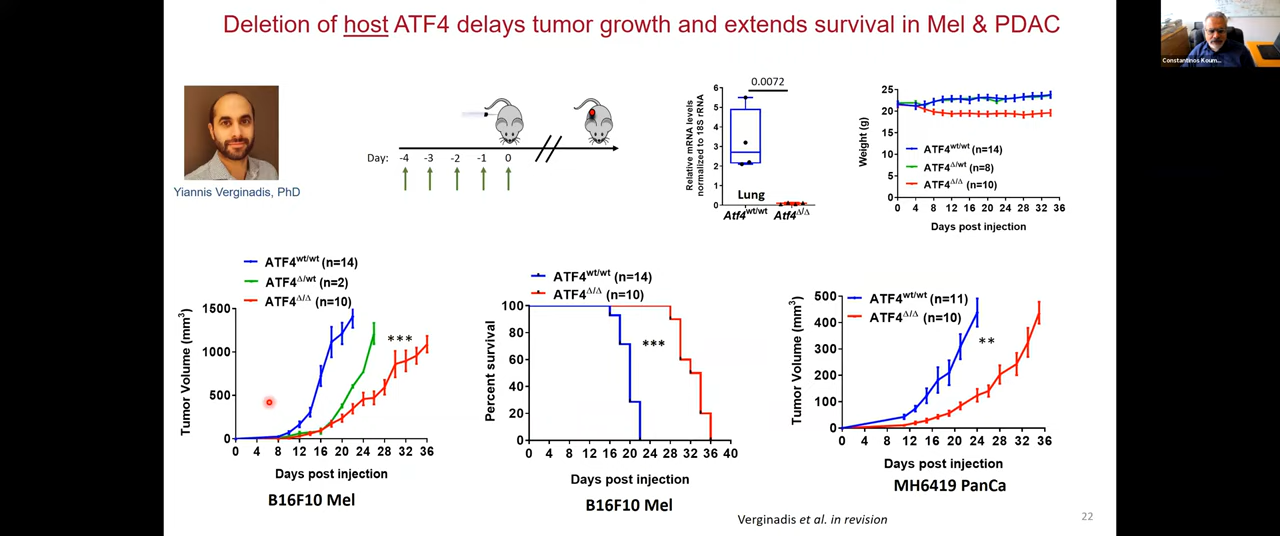 Deletion of host ATF4 delays tumor growth and extends survival in Mel & PDAC
Constantinos Koum...
Yiannis Verginadis, PhD
Day: -4 -3 -2 -1 0
Relative mRNA levels
normalized to 18S rRNA
6
5
4
3
2
1
0
0.0072
Lung
Atf4wt/wt Atf4Δ/Δ
Weight (g)
25
20
15
10
5
0
ATF4wt/wt (n=14)
ATF4Δ/wt (n=8)
ATF4Δ/Δ (n=10)
0 4 8 12 16 20 24 28 32 36
Days post injection
ATF4wt/wt (n=14)
ATF4Δ/wt (n=2)
ATF4Δ/Δ (n=10)
Tumor Volume (mm3)
1500
1000
500
0
***
0 4 8 12 16 20 24 28 32 36
Days post injection
B16F10 Mel
ATF4wt/wt (n=14)
ATF4Δ/Δ (n=10)
Percent survival
100
80
60
40
20
0
***
0 4 8 12 16 20 24 28 32 36 40
Days post injection
B16F10 Mel
ATF4wt/wt (n=11)
ATF4Δ/Δ (n=10)
Tumor Volume (mm3)
500
400
300
200
100
0
**
0 4 8 12 16 20 24 28 32 36
Days post injection
MH6419 PanCa
Verginadis et al. in revision
22